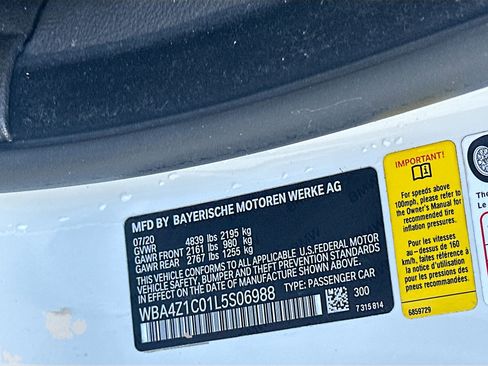 MFD BY BAYERISCHE MOTOREN WERKE AG
07/20
GVWR 4839 lbs 2195 kg
GAWR FRONT 2161 lbs 980 kg
GAWR REAR 2767 lbs 1255 kg
THIS VEHICLE CONFORMS TO ALL APPLICABLE U.S. FEDERAL MOTOR
VEHICLE SAFETY, BUMPER, AND THEFT PREVENTION STANDARDS
IN EFFECT ON THE DATE OF MANUFACTURE SHOWN ABOVE.
WBA4Z1C01L5S06988 TYPE: PASSENGER CAR
300
7 315 814
IMPORTANT!
For speeds above
100mph, please refer to
the Owner's Manual for
recommended tire
inflation pressures.
Pour les vitesses
au-dessus de 160
km/h, faites référence
à la notice d'utilisation
pour les pressions
recommandées.
6859729
The
Le